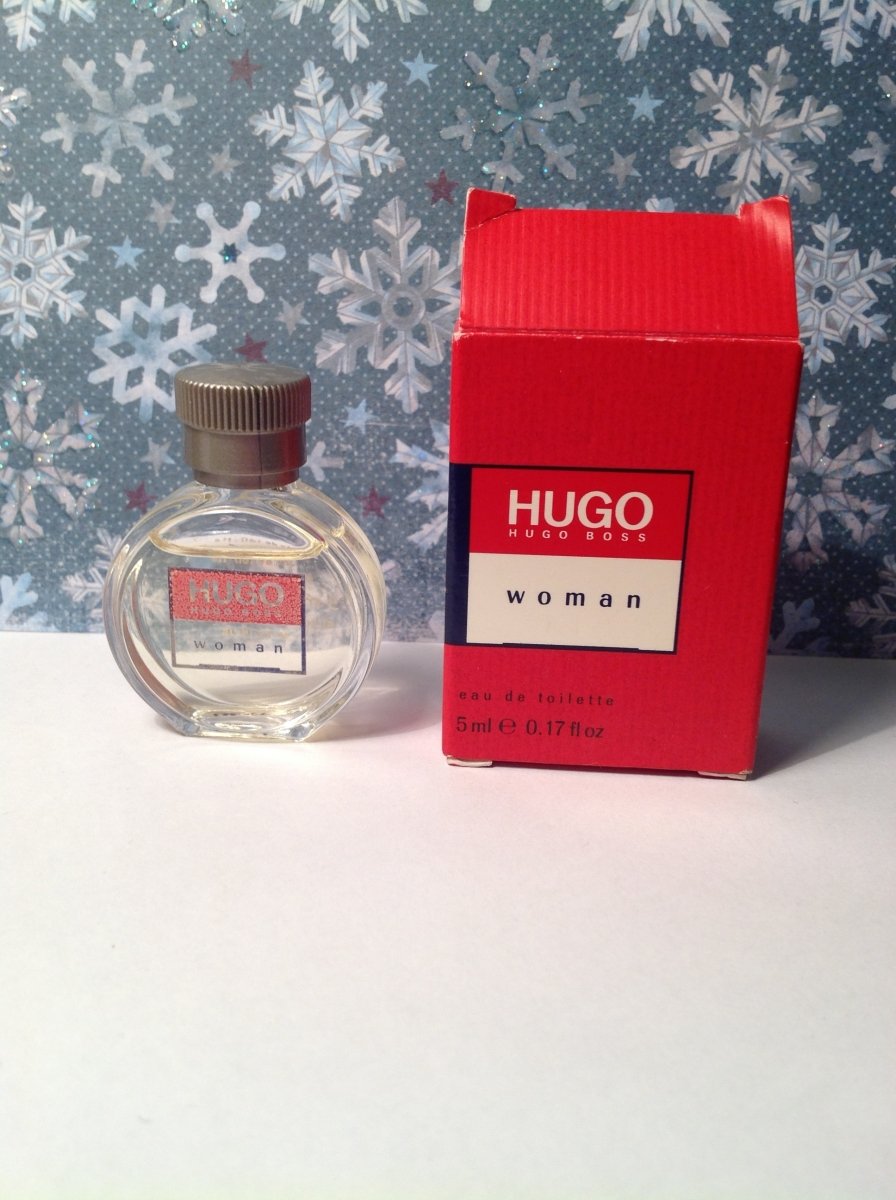 HUGO
HUGO BOSS
woman
HUGO
HUGO BOSS
woman
eau de toilette
5 ml ℮ 0.17 fl oz